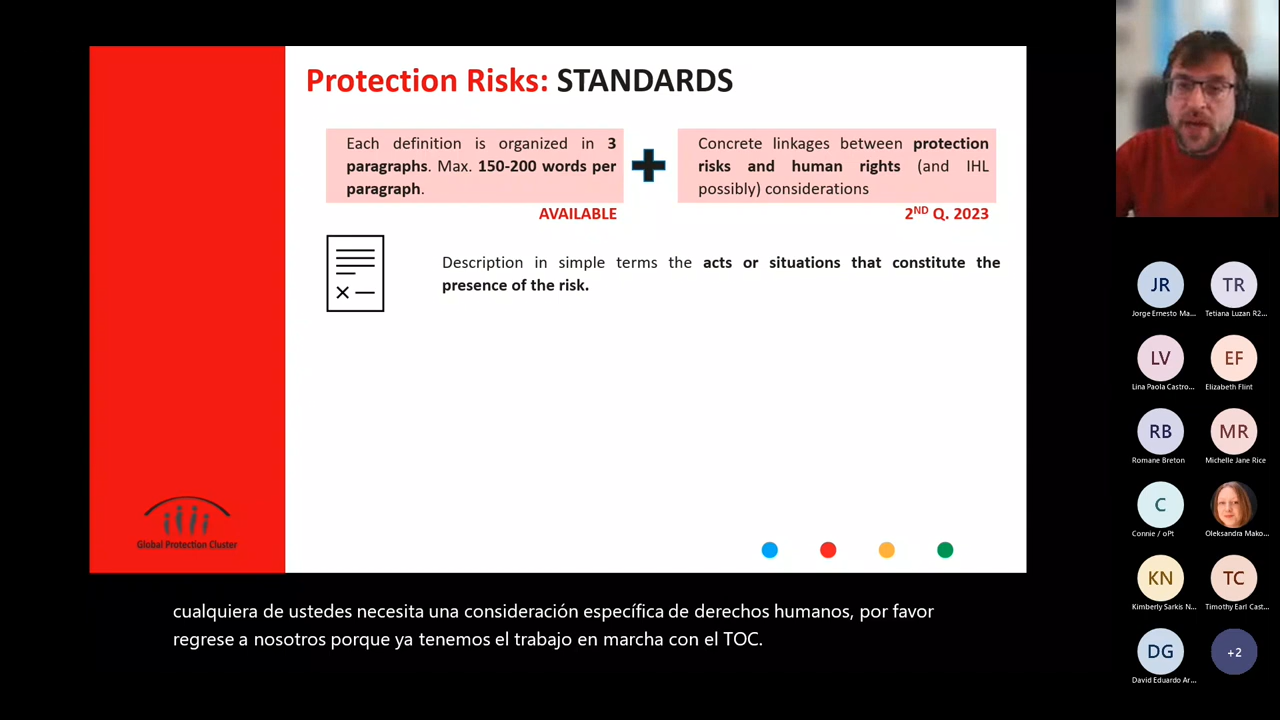 Protection Risks: STANDARDS
Each definition is organized in 3
paragraphs. Max. 150-200 words per
paragraph.
AVAILABLE
Concrete linkages between protection
risks and human rights (and IHL
possibly) considerations
2ND Q. 2023
Description in simple terms the acts or situations that constitute the
presence of the risk.
Global Protection Cluster
cualquiera de ustedes necesita una consideración específica de derechos humanos, por favor
regrese a nosotros porque ya tenemos el trabajo en marcha con el TOC.
JR
Jorge Ernesto Ma...
TR
Tetiana Luzan R2...
LV
Lina Paola Castro...
EF
Elizabeth Flint
RB
Romane Breton
MR
Michelle Jane Rice
C
Connie / oPt
Oleksandra Mako...
KN
Kimberly Sarkis N...
TC
Timothy Earl Cast...
DG
David Eduardo Ar...
+2